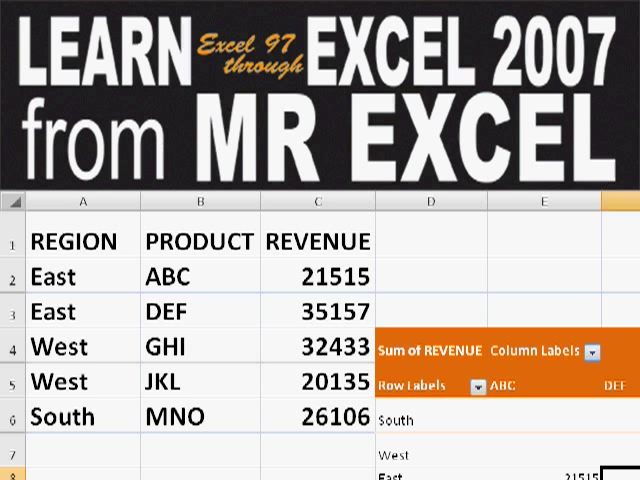 LEARN Excel 97 through EXCEL 2007
from MR EXCEL
A B C D E
1 REGION PRODUCT REVENUE
2 East ABC 21515
3 East DEF 35157
4 West GHI 32433 Sum of REVENUE Column Labels
5 West JKL 20135 Row Labels ABC DEF
6 South MNO 26106 South
7 West
8 East 21515